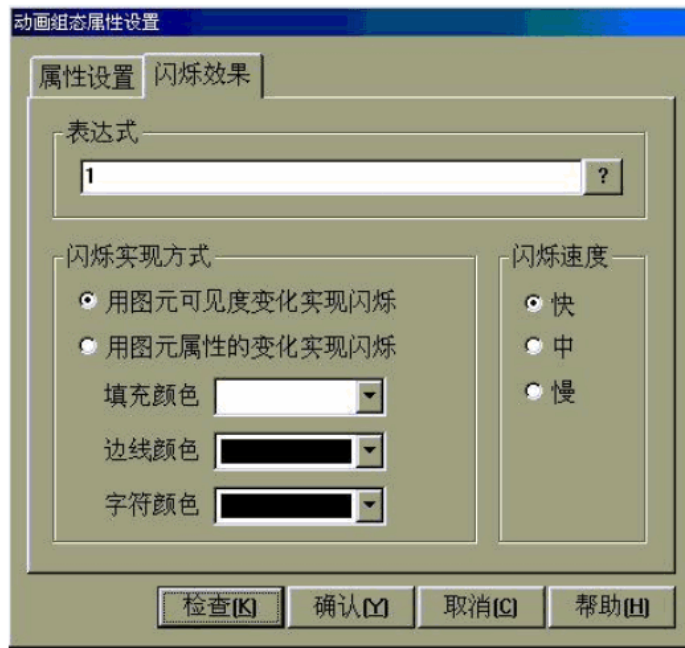 动画组态属性设置
属性设置 闪烁效果
表达式
1 ?
闪烁实现方式 闪烁速度
用图元可见度变化实现闪烁 快
用图元属性的变化实现闪烁 中
填充颜色 慢
边线颜色
字符颜色
检查(K) 确认(Y) 取消(C) 帮助(H)